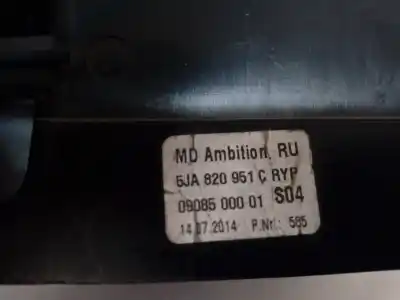 MD Ambition, RU
5JA 820 951 C RYP
09085 000 01 S04
14.07.2014 P.Nr.: 585